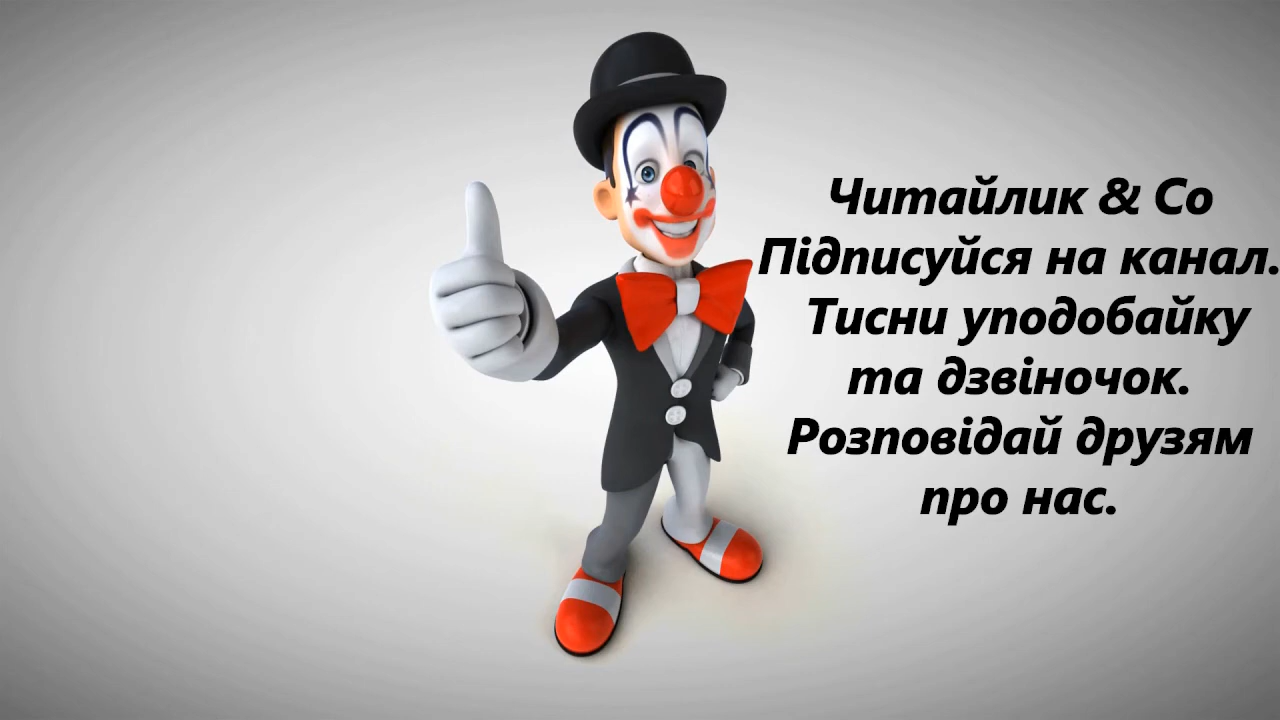 Читайлик & Co
Підписуйся на канал.
Тисни уподобайку
та дзвіночок.
Розповідай друзям
про нас.